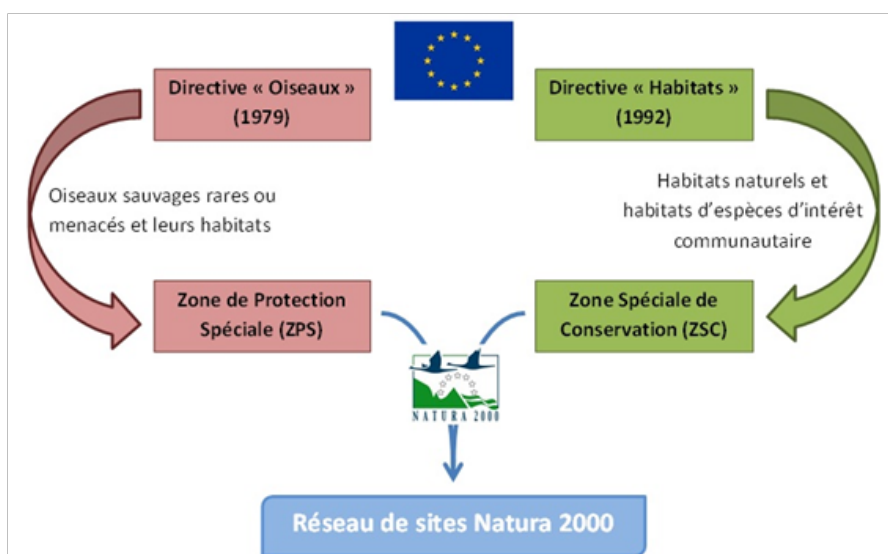 Directive « Oiseaux »
(1979)
Directive « Habitats »
(1992)
Oiseaux sauvages rares ou
menacés et leurs habitats
Habitats naturels et
habitats d’espèces d’intérêt
communautaire
Zone de Protection
Spéciale (ZPS)
Zone Spéciale de
Conservation (ZSC)
NATURA 2000
Réseau de sites Natura 2000